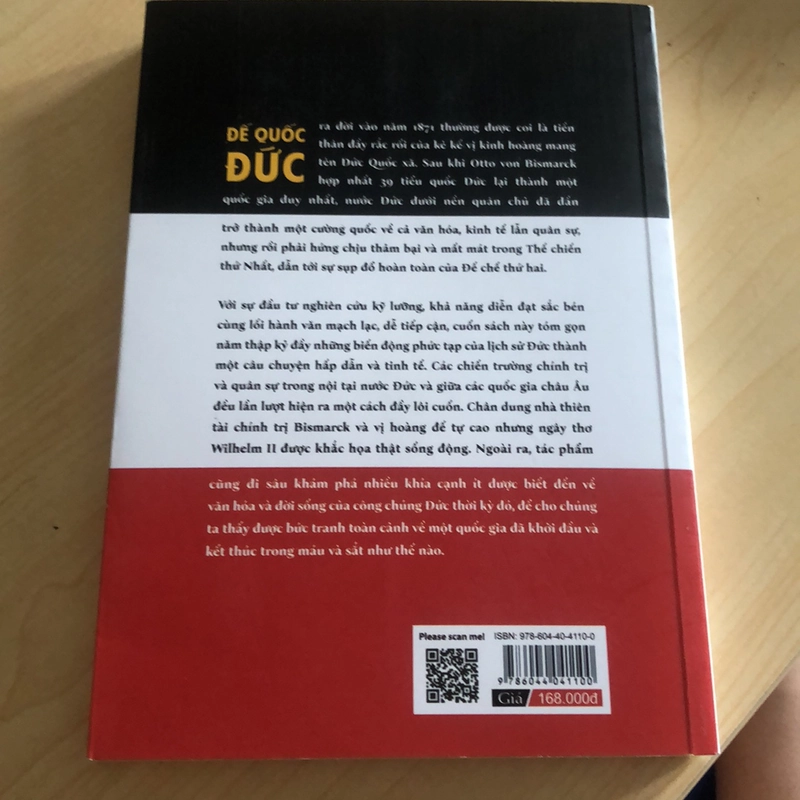 ĐẾ QUỐC
ĐỨC
ra đời vào năm 1871 thường được coi là tiền
thân đầy rắc rối của kẻ kế vị kinh hoàng mang
tên Đức Quốc xã. Sau khi Otto von Bismarck
hợp nhất 39 tiểu quốc Đức lại thành một
quốc gia duy nhất, nước Đức dưới nền quân chủ đã dần
trở thành một cường quốc về cả văn hóa, kinh tế lẫn quân sự,
nhưng rồi phải hứng chịu thảm bại và mất mát trong Thế chiến
thứ Nhất, dẫn tới sự sụp đổ hoàn toàn của Đế chế thứ hai.
Với sự đầu tư nghiên cứu kỹ lưỡng, khả năng diễn đạt sắc bén
cùng lối hành văn mạch lạc, dễ tiếp cận, cuốn sách này tóm gọn
năm thập kỷ đầy những biến động phức tạp của lịch sử Đức thành
một câu chuyện hấp dẫn và tinh tế. Các chiến trường chính trị
và quân sự trong nội tại nước Đức và giữa các quốc gia châu Âu
đều lần lượt hiện ra một cách đầy lôi cuốn. Chân dung nhà thiên
tài chính trị Bismarck và vị hoàng đế tự cao nhưng ngây thơ
Wilhelm II được khắc họa thật sống động. Ngoài ra, tác phẩm
cũng đi sâu khám phá nhiều khía cạnh ít được biết đến về
văn hóa và đời sống của công chúng Đức thời kỳ đó, để cho chúng
ta thấy được bức tranh toàn cảnh về một quốc gia đã khởi đầu và
kết thúc trong máu và sắt như thế nào.
Please scan me!
ISBN: 978-604-40-4110-0
9 786044 041100
Giá 168.000đ